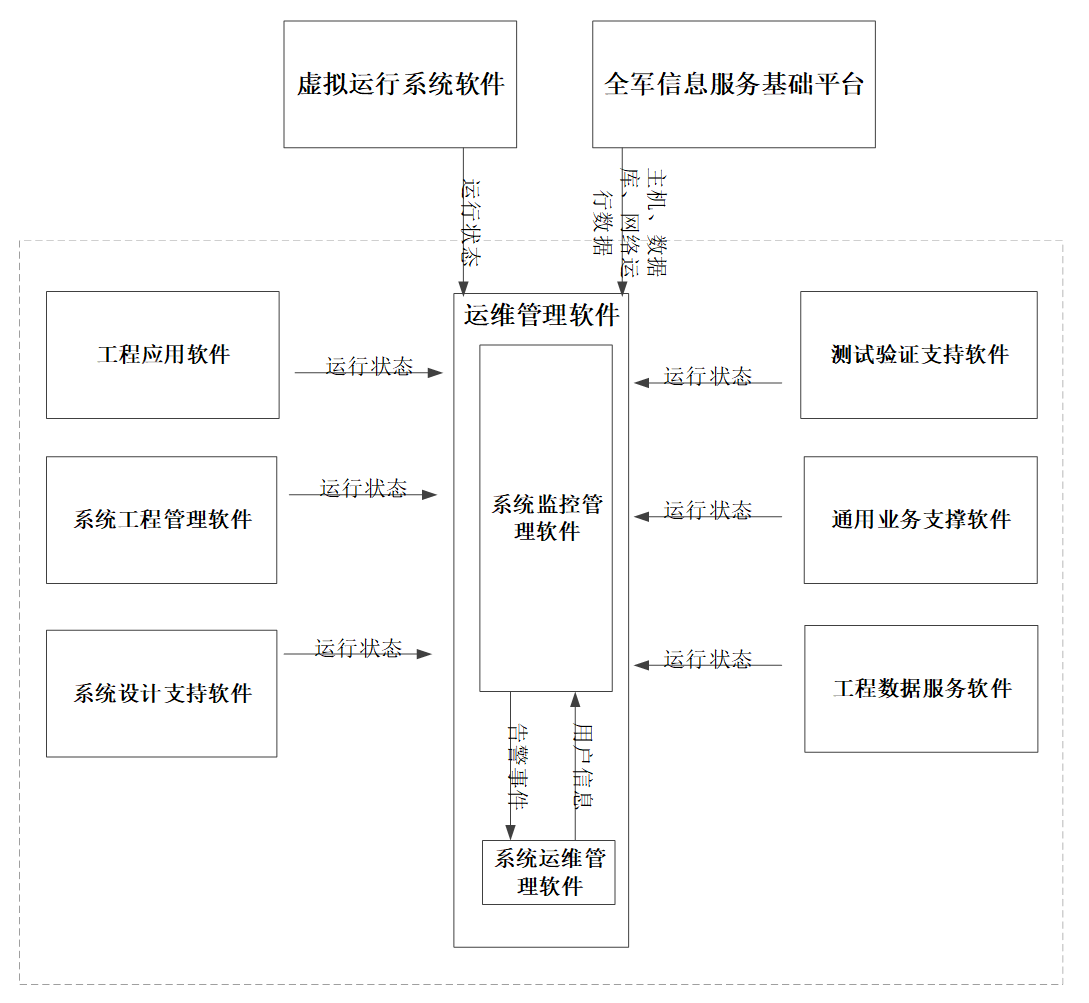 虚拟运行系统软件
全军信息服务基础平台
运行状态
主机、数据
库、网络运
行数据
运维管理软件
工程应用软件
运行状态
运行状态
测试验证支持软件
系统工程管理软件
运行状态
系统监控管
理软件
运行状态
通用业务支撑软件
系统设计支持软件
运行状态
运行状态
工程数据服务软件
告警事件
用户信息
系统运维管
理软件